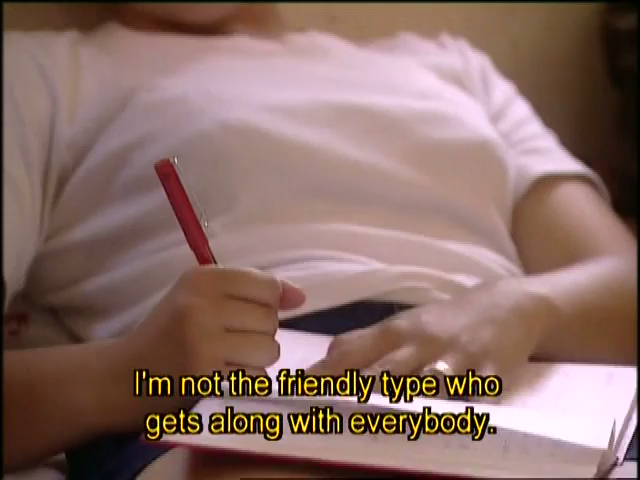 I'm not the friendly type who
gets along with everybody.